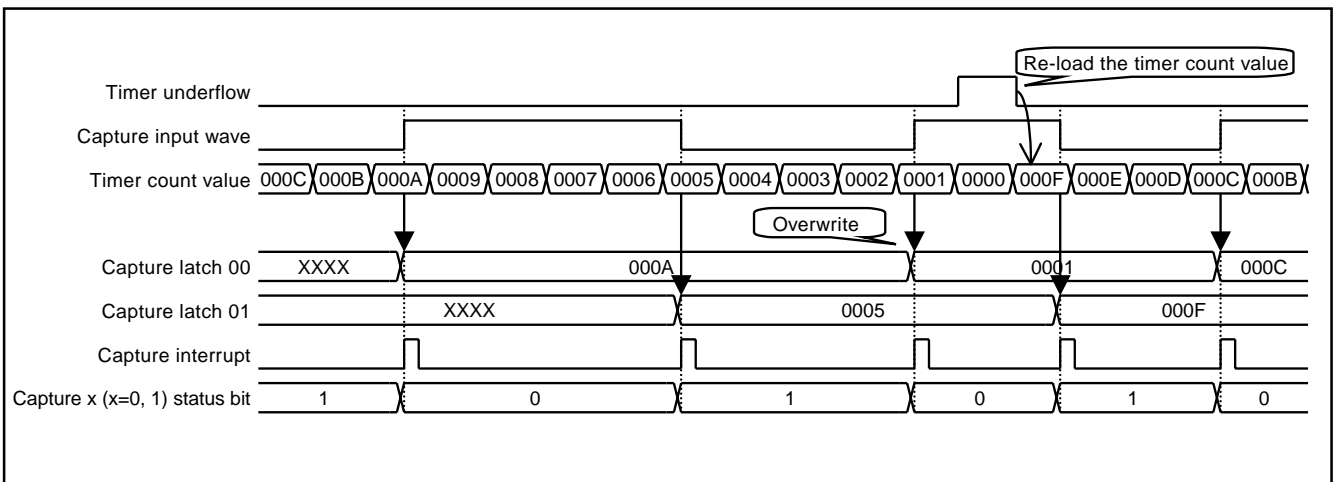 Re-load the timer count value
Timer underflow
Capture input wave
Timer count value 000C 000B 000A 0009 0008 0007 0006 0005 0004 0003 0002 0001 0000 000F 000E 000D 000C 000B
Overwrite
Capture latch 00 XXXX 000A 0001 000C
Capture latch 01 XXXX 0005 000F
Capture interrupt
Capture x (x=0, 1) status bit 1 0 1 0 1 0